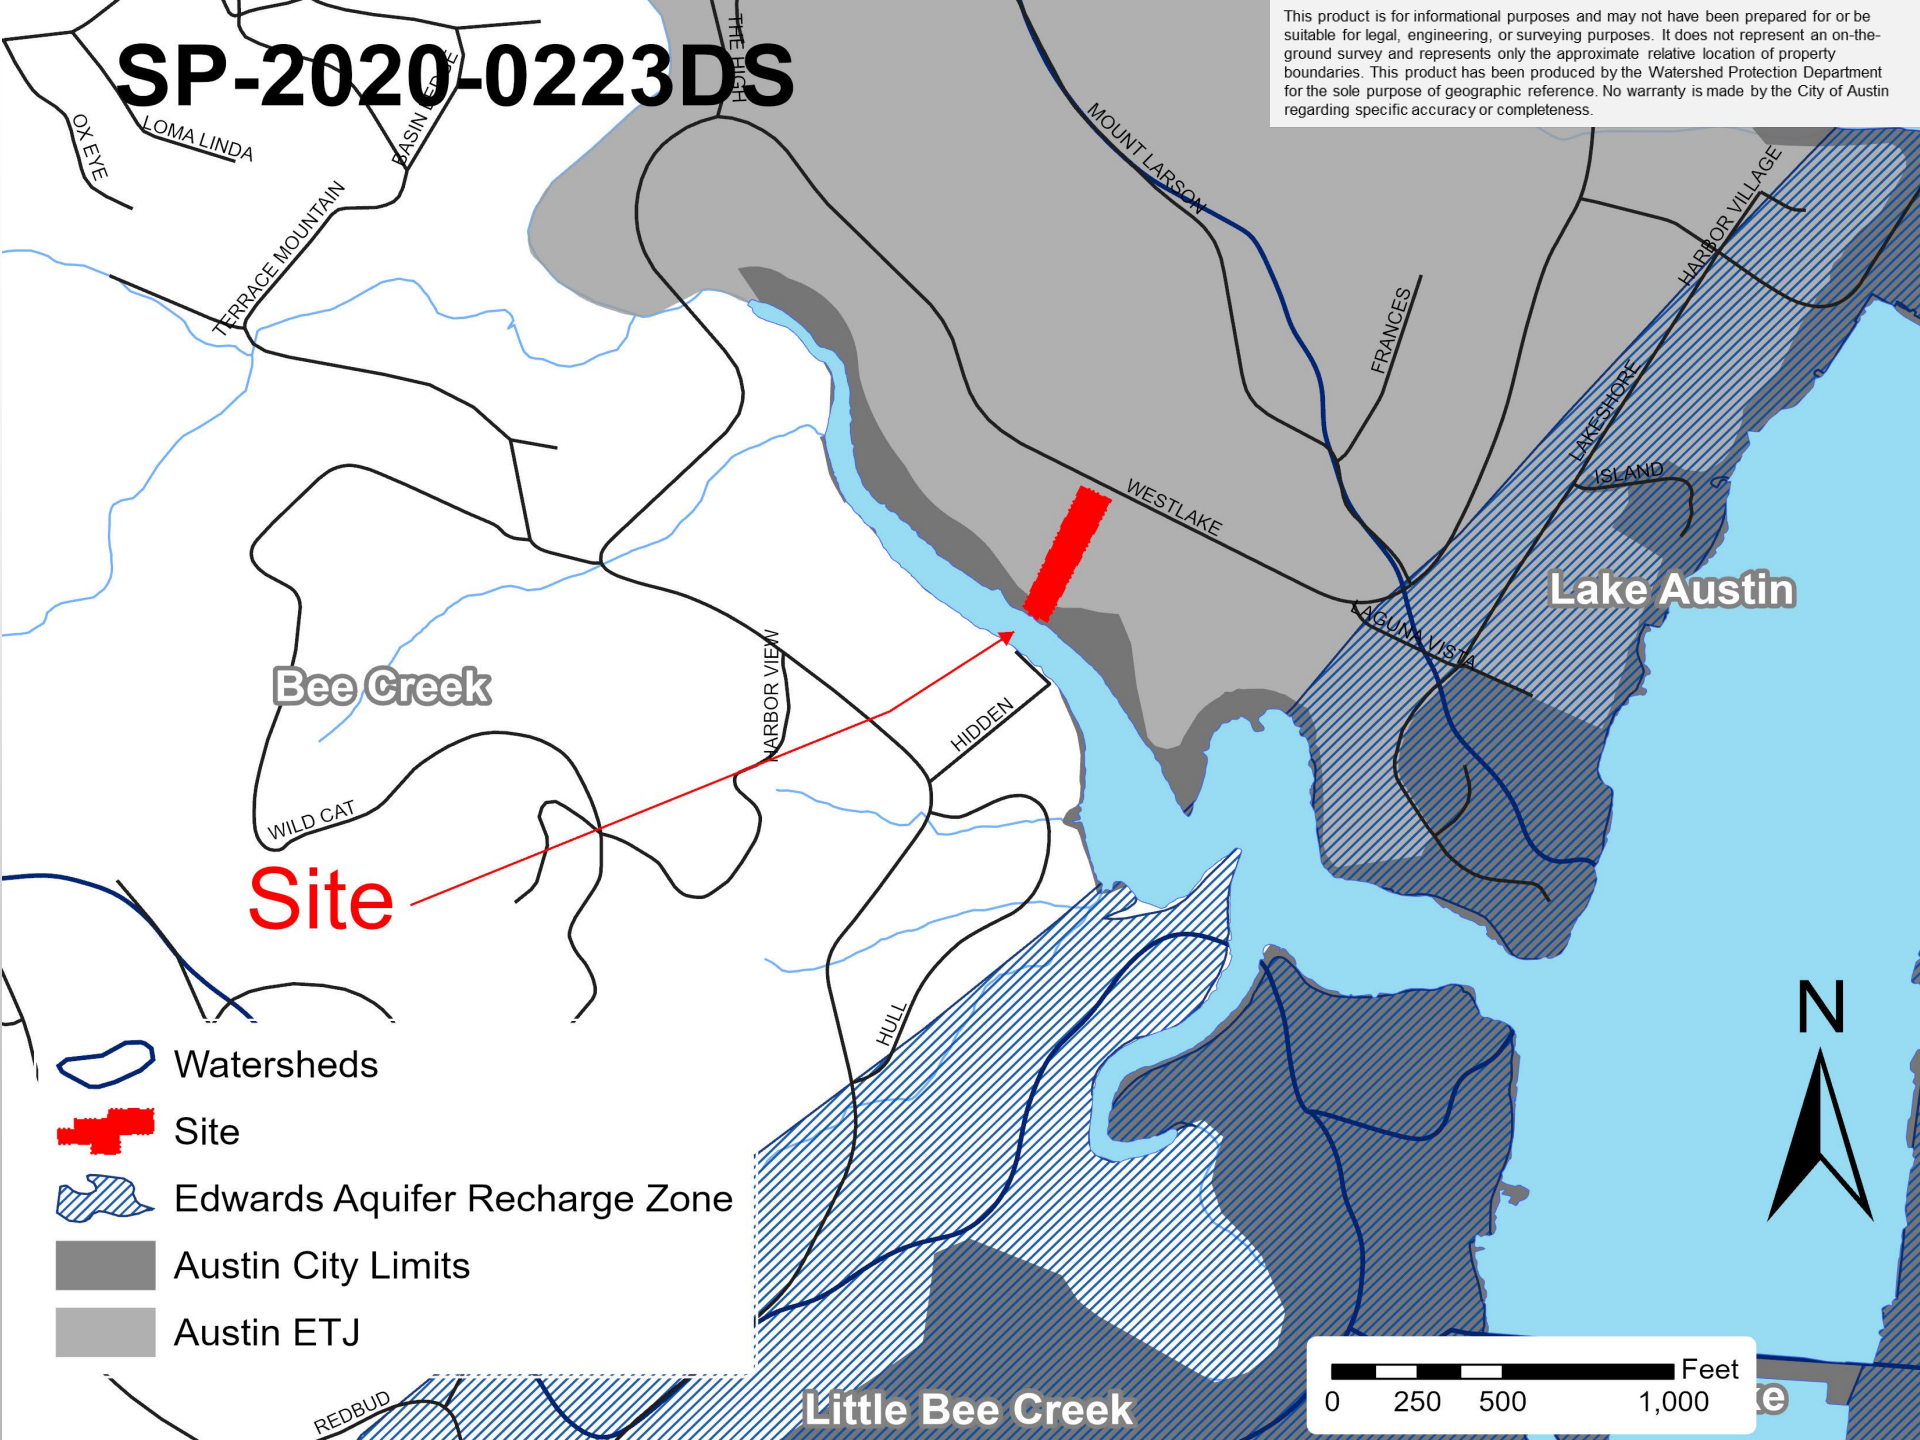 This product is for informational purposes and may not have been prepared for or be
suitable for legal, engineering, or surveying purposes. It does not represent an on-the-
ground survey and represents only the approximate relative location of property
boundaries. This product has been produced by the Watershed Protection Department
for the sole purpose of geographic reference. No warranty is made by the City of Austin
regarding specific accuracy or completeness.
SP-2020-0223DS
THE HIGH
OX EYE
LOMA LINDA
BASIN LEDGE
TERRACE MOUNTAIN
MOUNT LARSON
HARBOR VILLAGE
FRANCES
LAKESHORE
ISLAND
WESTLAKE
Lake Austin
LAGUNA VISTA
Bee Creek
HARBOR VIEW
HIDDEN
WILD CAT
Site
HULL
N
Watersheds
Site
Edwards Aquifer Recharge Zone
Austin City Limits
Austin ETJ
REDBUD
Little Bee Creek
Feet
0 250 500 1,000